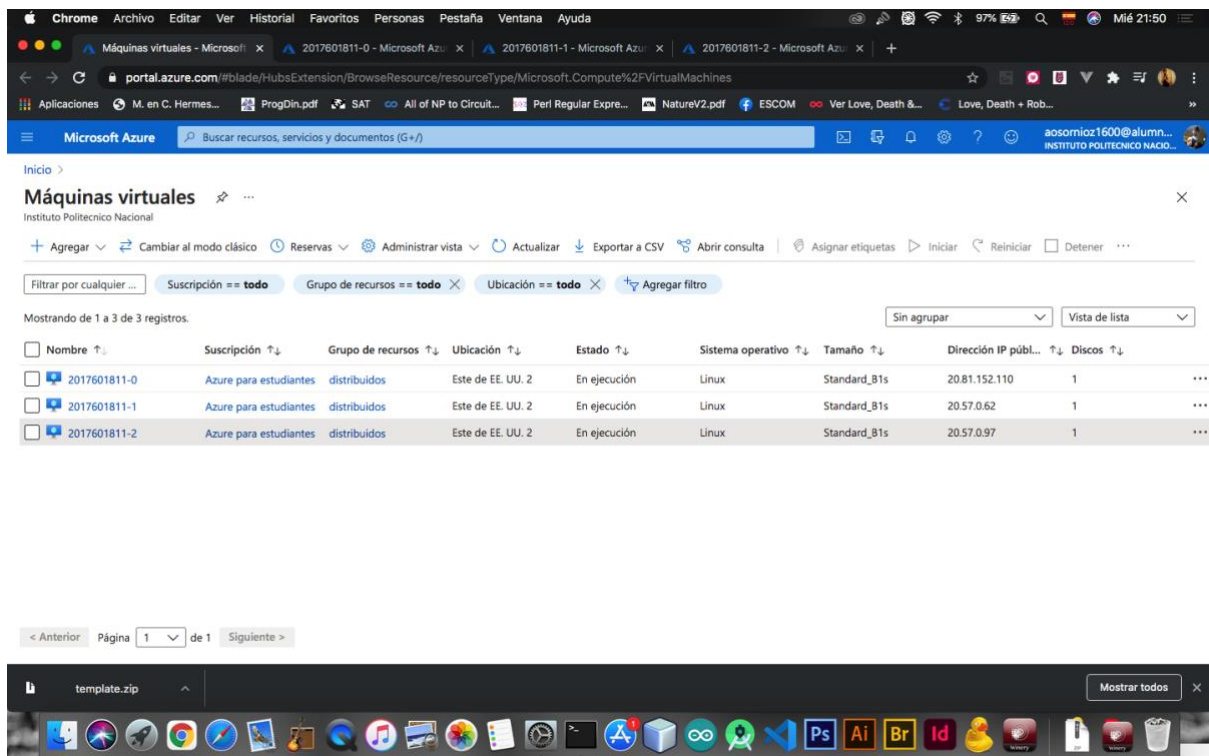 Chrome Archivo Editar Ver Historial Favoritos Personas Pestaña Ventana Ayuda 97% Mié 21:50
Máquinas virtuales - Microsoft 2017601811-0 - Microsoft Azu 2017601811-1 - Microsoft Azur 2017601811-2 - Microsoft Azu
portal.azure.com/#blade/HubsExtension/BrowseResource/resourceType/Microsoft.Compute%2FVirtualMachines
Aplicaciones M. en C. Hermes... ProgDin.pdf SAT All of NP to Circuit... Perl Regular Expre... NatureV2.pdf ESCOM Ver Love, Death &... Love, Death + Rob... »
Microsoft Azure Buscar recursos, servicios y documentos (G+/) aosornioz1600@alumn...
INSTITUTO POLITECNICO NACIO...
Inicio >
Máquinas virtuales ...
Instituto Politecnico Nacional
Agregar Cambiar al modo clásico Reservas Administrar vista Actualizar Exportar a CSV Abrir consulta Asignar etiquetas Iniciar Reiniciar Detener ...
Filtrar por cualquier ... Suscripción == todo Grupo de recursos == todo Ubicación == todo Agregar filtro
Mostrando de 1 a 3 de 3 registros. Sin agrupar Vista de lista
Nombre Suscripción Grupo de recursos Ubicación Estado Sistema operativo Tamaño Dirección IP públ... Discos
2017601811-0 Azure para estudiantes distribuidos Este de EE. UU. 2 En ejecución Linux Standard_B1s 20.81.152.110 1 ...
2017601811-1 Azure para estudiantes distribuidos Este de EE. UU. 2 En ejecución Linux Standard_B1s 20.57.0.62 1 ...
2017601811-2 Azure para estudiantes distribuidos Este de EE. UU. 2 En ejecución Linux Standard_B1s 20.57.0.97 1 ...
< Anterior Página 1 de 1 Siguiente >
template.zip Mostrar todos
Ps Ai Br Id